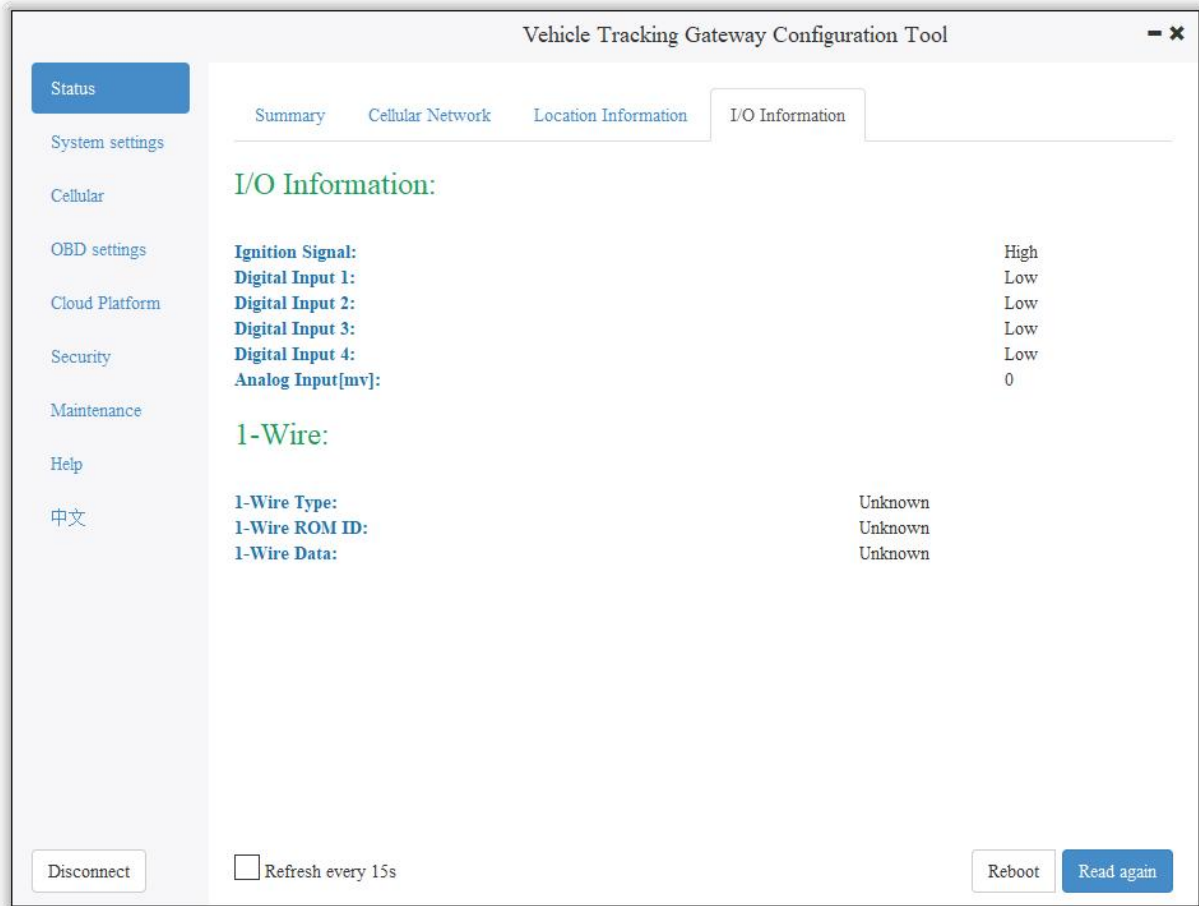 Vehicle Tracking Gateway Configuration Tool
Status
System settings
Cellular
OBD settings
Cloud Platform
Security
Maintenance
Help
中文
Disconnect
Summary Cellular Network Location Information I/O Information
I/O Information:
Ignition Signal: High
Digital Input 1: Low
Digital Input 2: Low
Digital Input 3: Low
Digital Input 4: Low
Analog Input[mv]: 0
1-Wire:
1-Wire Type: Unknown
1-Wire ROM ID: Unknown
1-Wire Data: Unknown
Refresh every 15s Reboot Read again